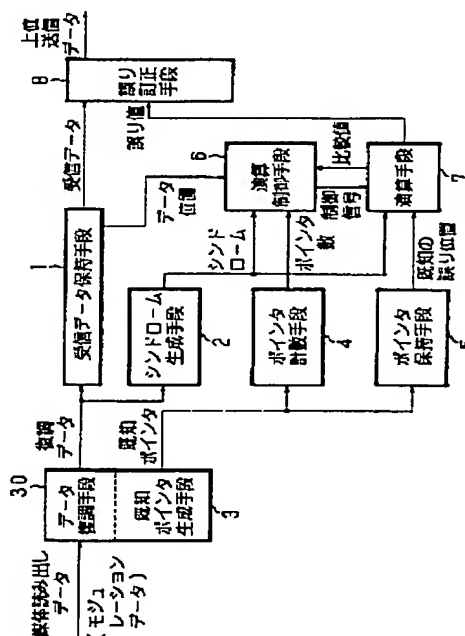 媒体読み出し
データ
(モジュ
レーション
データ)
30
データ
復調手段
既知
ポインタ
生成手段
3
復調
データ
既知
ポインタ
1
受信データ保持手段
シンドローム
生成手段
2
ポインタ
計数手段
4
ポインタ
保持手段
5
受信データ
データ
位置
シンド
ローム
ポインタ
数
既知の
誤り位置
6
演算
制御手段
制御
信号
比較値
演算手段
7
誤り値
8
誤り
訂正
手段
上位
送信
データ